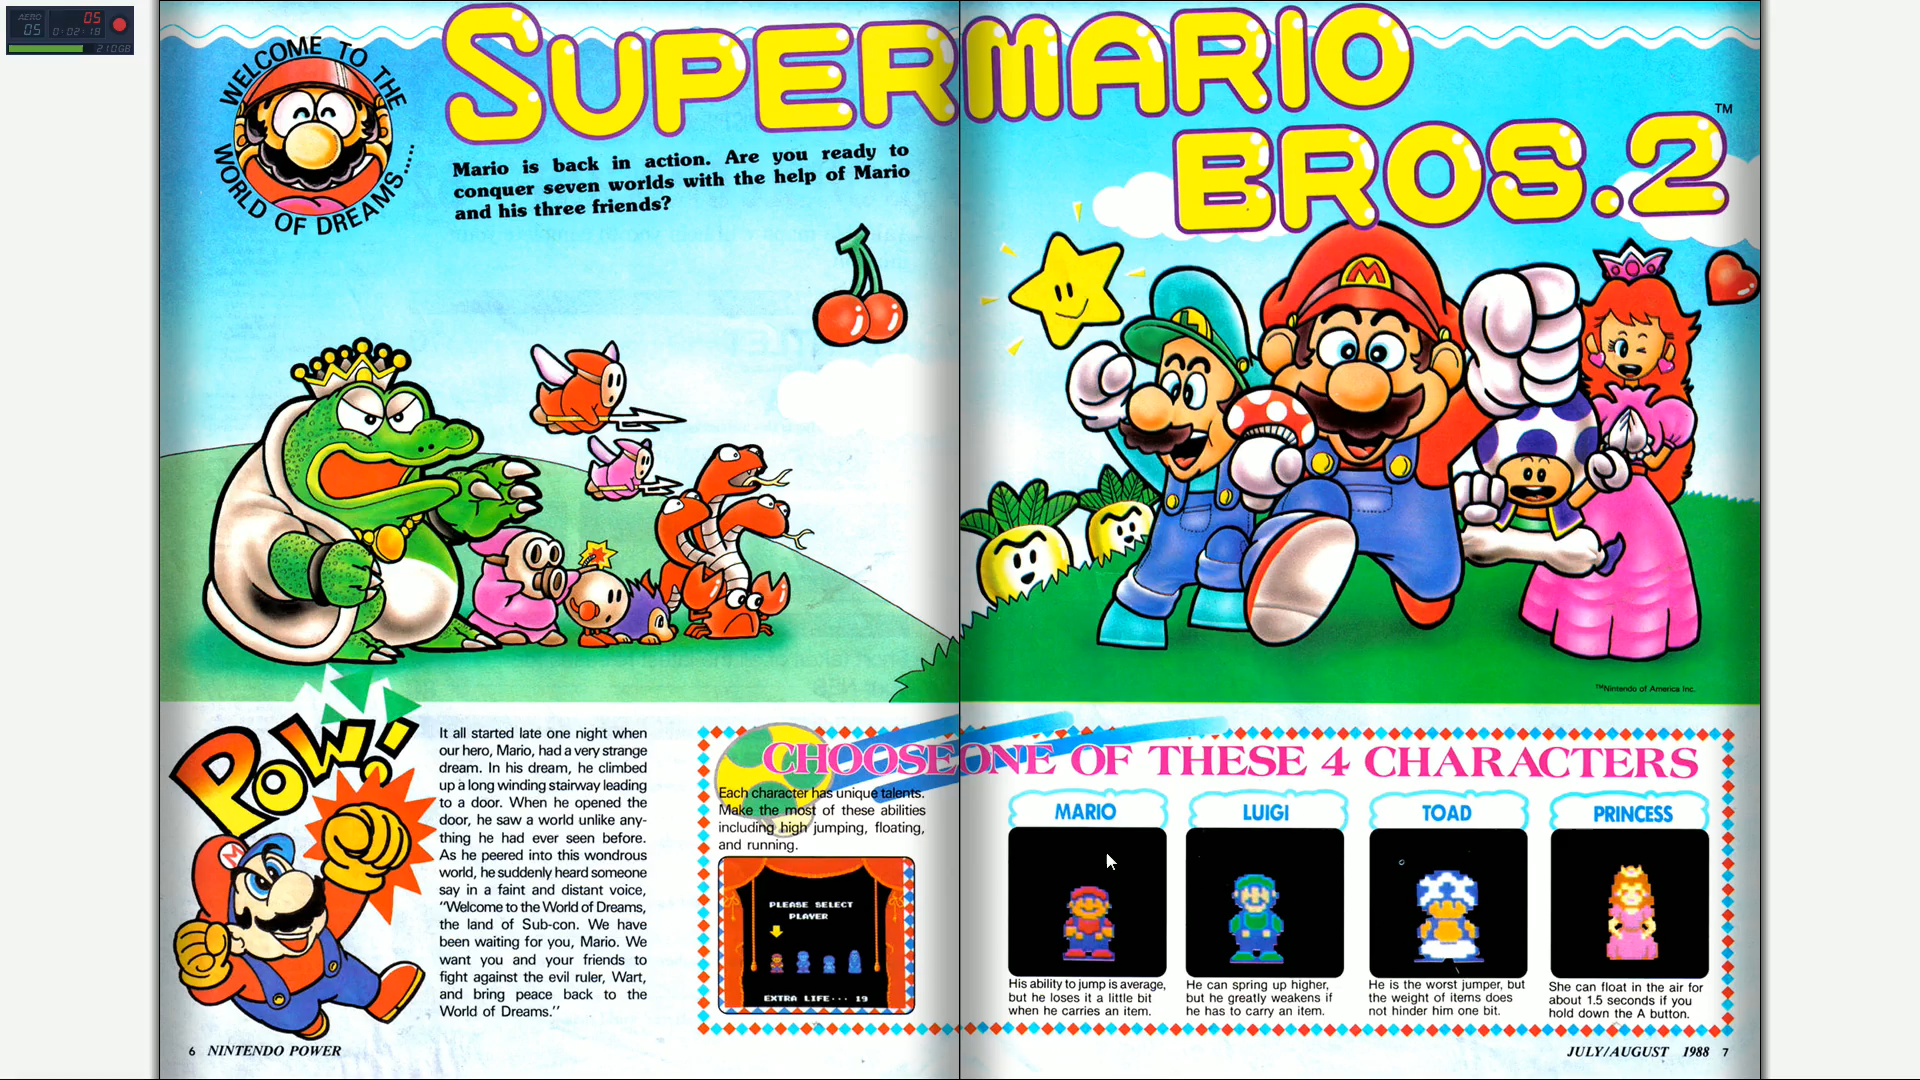 AERO
05
05
0:02:18
210GB
WELCOME TO THE
WORLD OF DREAMS.....
SUPER MARIO
BROS.2
TM
Mario is back in action. Are you ready to
conquer seven worlds with the help of Mario
and his three friends?
L
M
™Nintendo of America Inc.
POW!
M
It all started late one night when
our hero, Mario, had a very strange
dream. In his dream, he climbed
up a long winding stairway leading
to a door. When he opened the
door, he saw a world unlike any-
thing he had ever seen before.
As he peered into this wondrous
world, he suddenly heard someone
say in a faint and distant voice,
"Welcome to the World of Dreams,
the land of Sub-con. We have
been waiting for you, Mario. We
want you and your friends to
fight against the evil ruler, Wart,
and bring peace back to the
World of Dreams."
CHOOSE ONE OF THESE 4 CHARACTERS
Each character has unique talents.
Make the most of these abilities
including high jumping, floating,
and running.
PLEASE SELECT
PLAYER
EXTRA LIFE··· 19
MARIO
His ability to jump is average,
but he loses it a little bit
when he carries an item.
LUIGI
He can spring up higher,
but he greatly weakens if
he has to carry an item.
TOAD
He is the worst jumper, but
the weight of items does
not hinder him one bit.
PRINCESS
She can float in the air for
about 1.5 seconds if you
hold down the A button.
6 NINTENDO POWER
JULY/AUGUST 1988 7